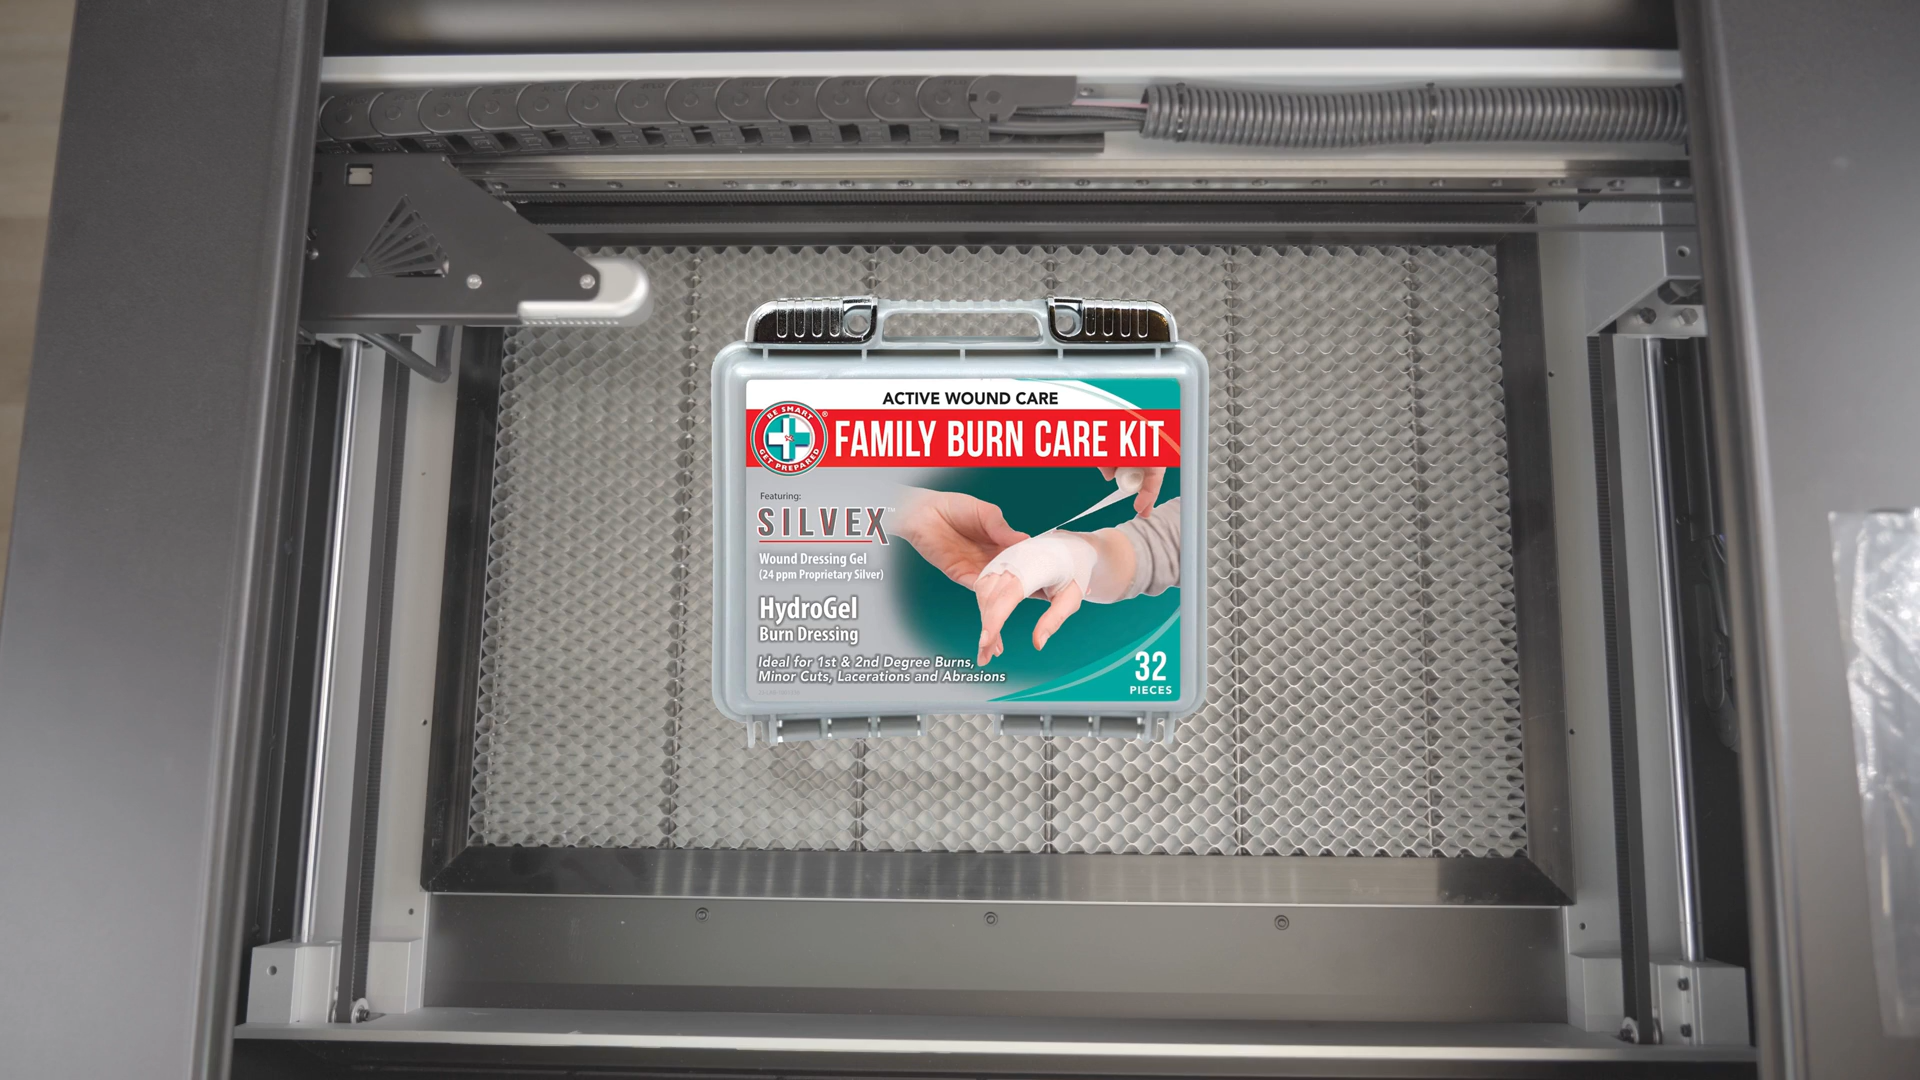 ACTIVE WOUND CARE
BE SMART
GET PREPARED
®
FAMILY BURN CARE KIT
Featuring:
SILVEX™
Wound Dressing Gel
(24 ppm Proprietary Silver)
HydroGel
Burn Dressing
Ideal for 1st & 2nd Degree Burns,
Minor Cuts, Lacerations and Abrasions
32
PIECES